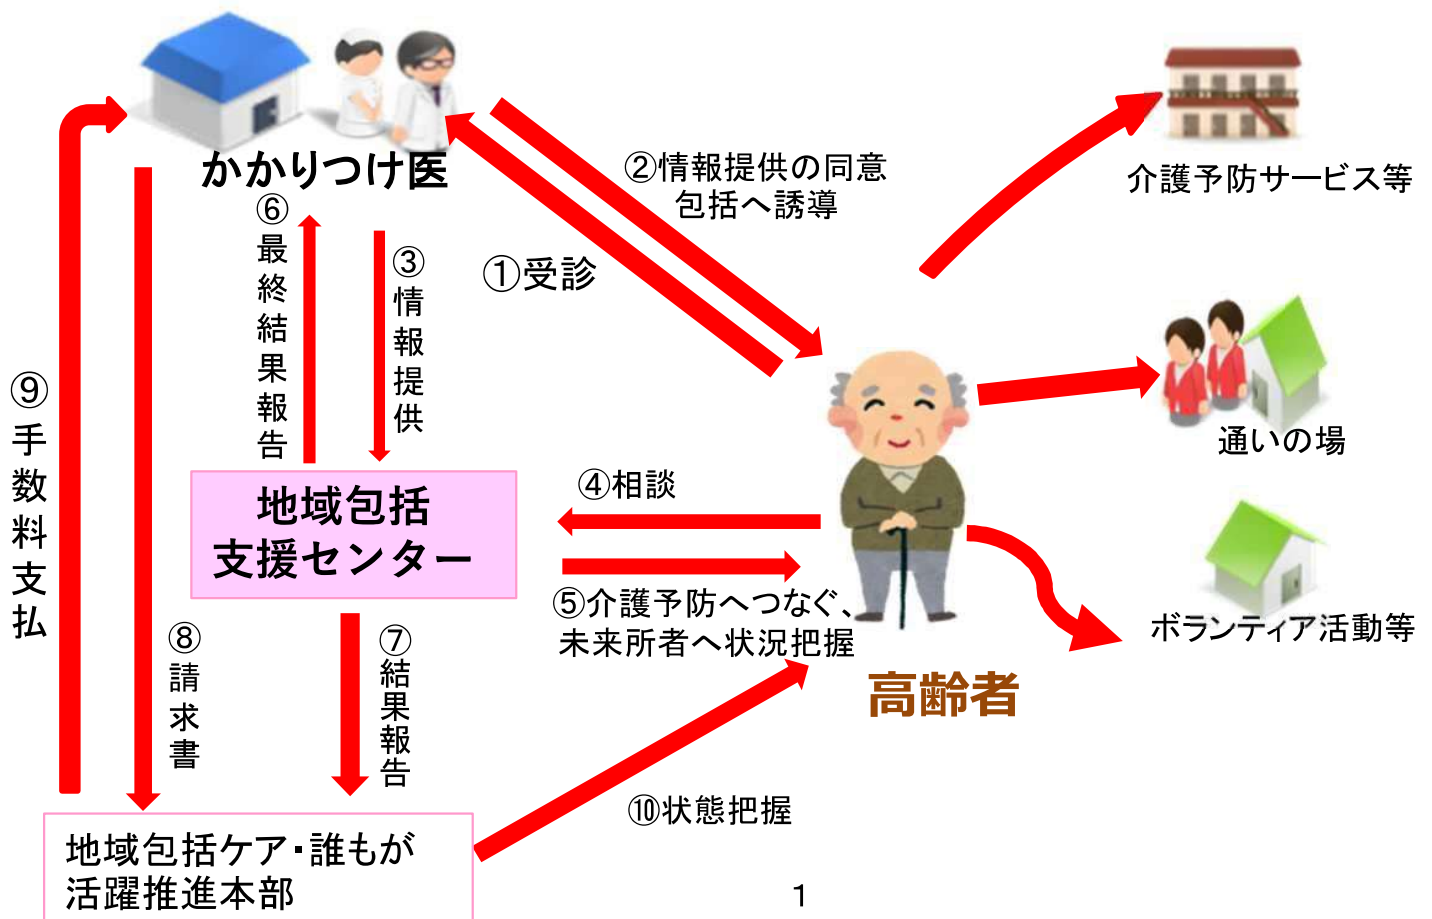 かかりつけ医
②情報提供の同意
包括へ誘導
①受診
介護予防サービス等
⑥最終結果報告
③情報提供
⑨手数料支払
通いの場
地域包括
支援センター
④相談
⑤介護予防へつなぐ、
未来所者へ状況把握
ボランティア活動等
高齢者
⑧請求書
⑦結果報告
⑩状態把握
地域包括ケア・誰もが
活躍推進本部
1